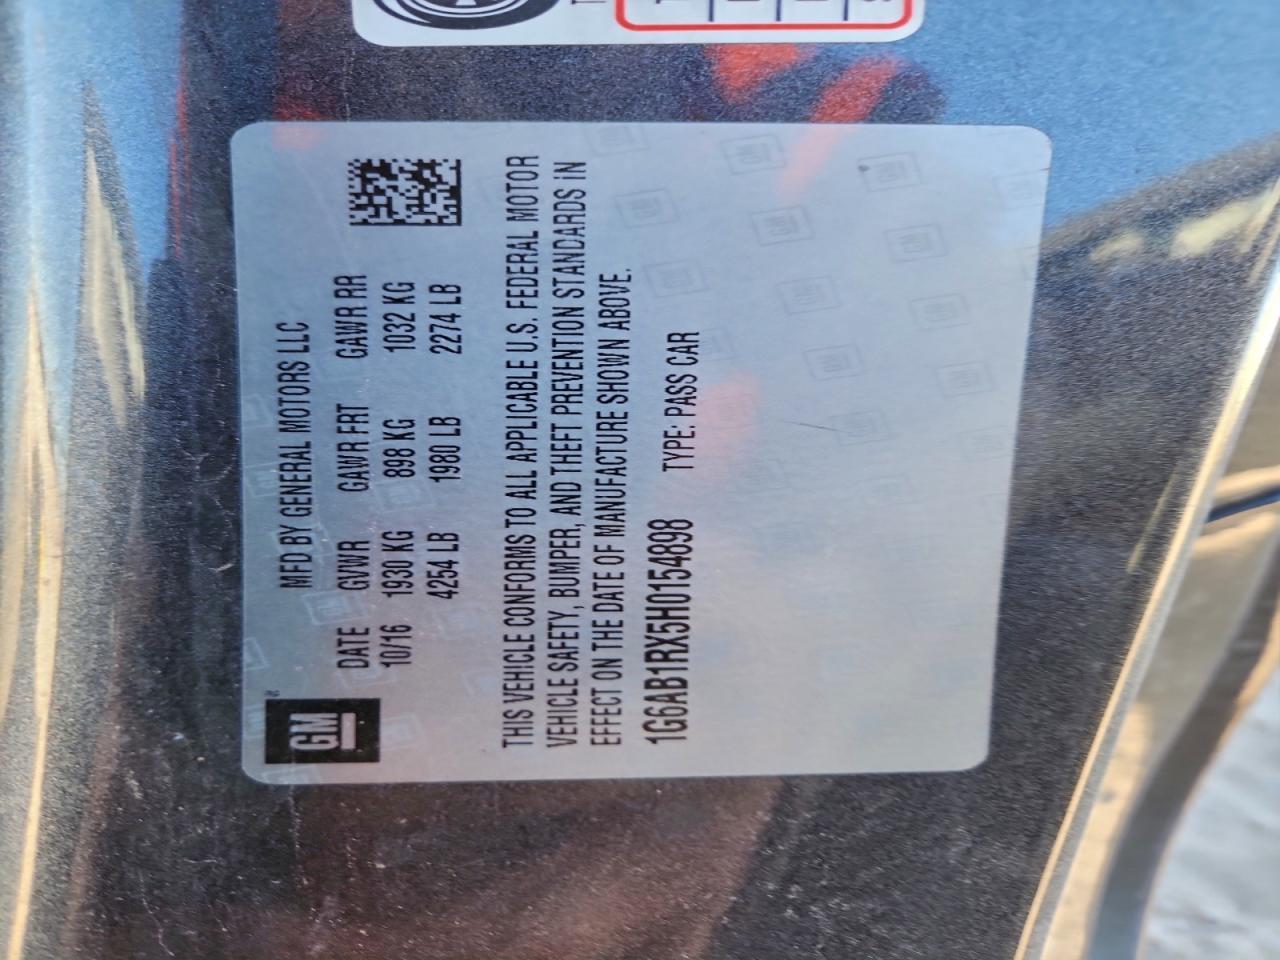 MFD BY GENERAL MOTORS LLC
GM
DATE GVWR GAWR FRT GAWR RR
10/16 1930 KG 898 KG 1032 KG
4254 LB 1980 LB 2274 LB
THIS VEHICLE CONFORMS TO ALL APPLICABLE U.S. FEDERAL MOTOR
VEHICLE SAFETY, BUMPER, AND THEFT PREVENTION STANDARDS IN
EFFECT ON THE DATE OF MANUFACTURE SHOWN ABOVE.
1G6AB1RX5H0154898 TYPE: PASS CAR